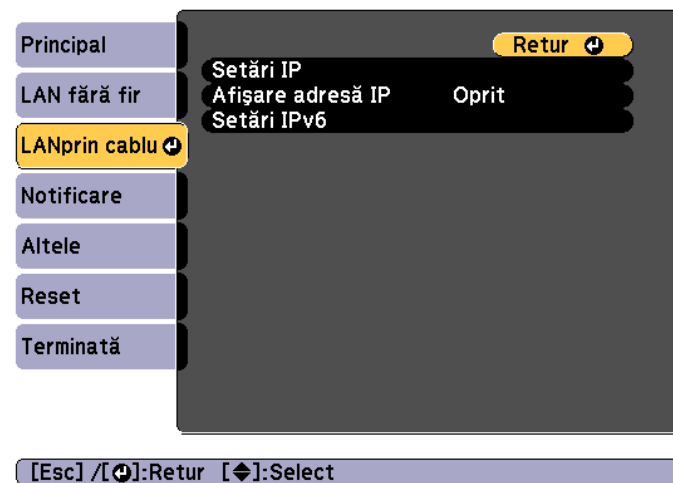 Principal
LAN fără fir
LANprin cablu
Notificare
Altele
Reset
Terminată
Retur
Setări IP
Afişare adresă IP Oprit
Setări IPv6
[Esc] /[ ]:Retur [ ]:Select